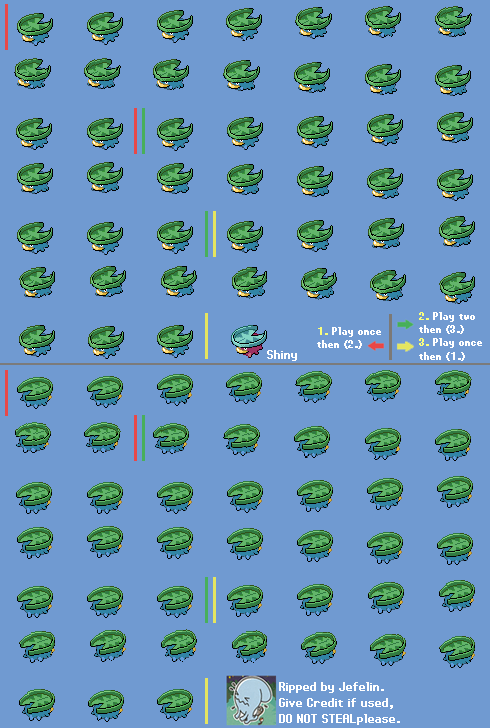 Shiny
1. Play once
then (2.)
2. Play two
then (3.)
3. Play once
then (1.)
Ripped by Jefelin.
Give Credit if used,
DO NOT STEALplease.